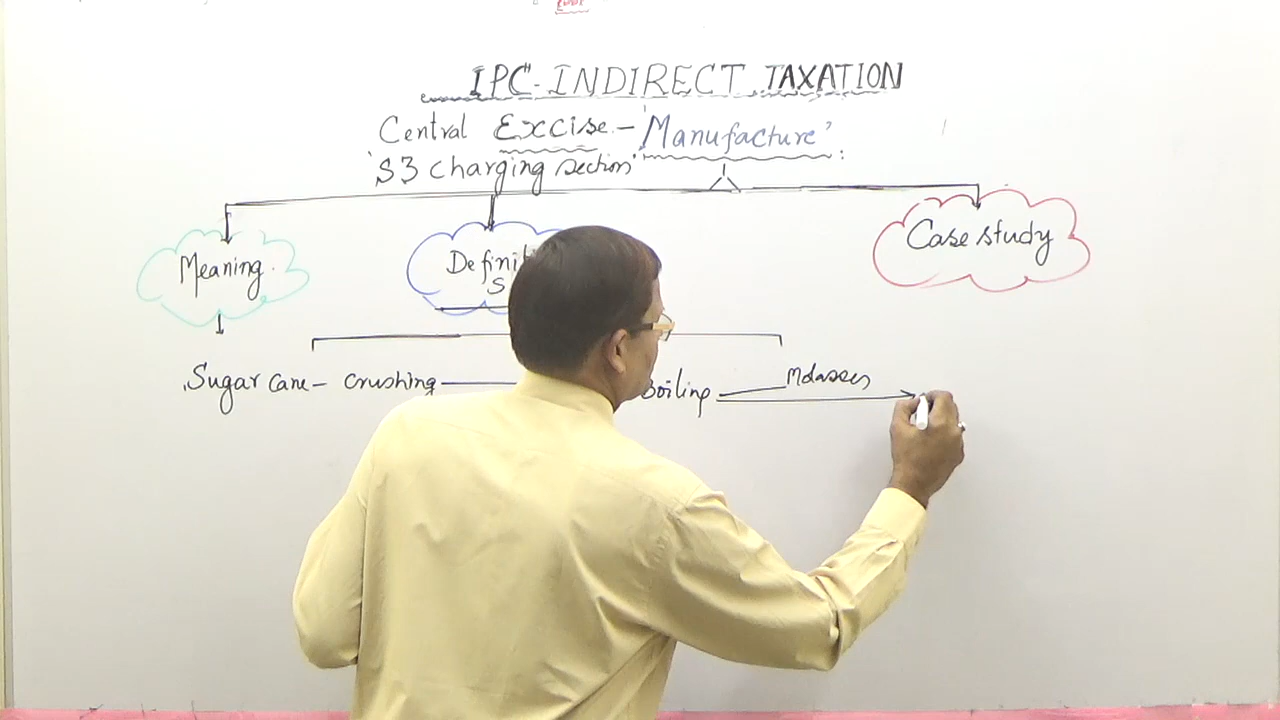 IPC-INDIRECT TAXATION
Central Excise - 'Manufacture'
'S3 Charging section'
Meaning.
Case study
Sugar Cane - Crushing
Boiling
Molasses